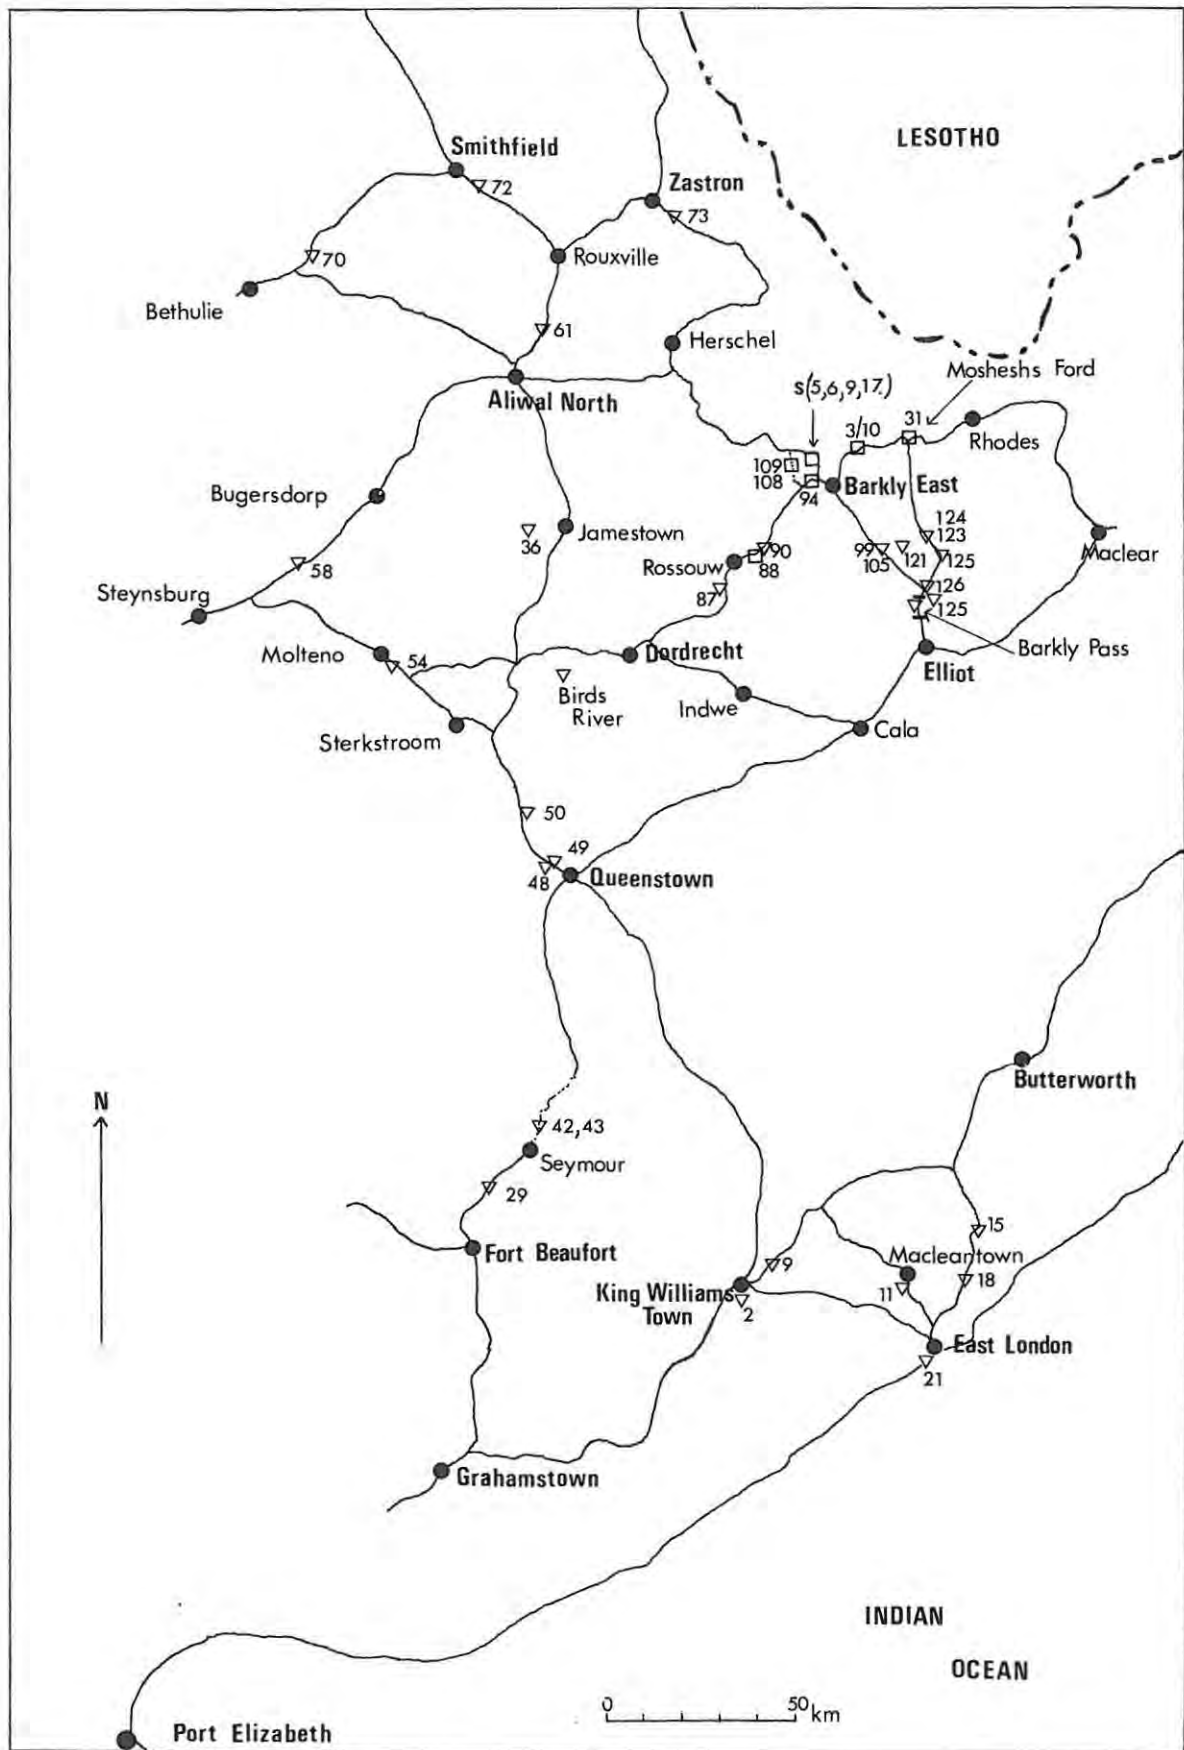 LESOTHO
Smithfield
72
Zastron
73
Rouxville
70
Bethulie
61
Herschel
Moshesh's Ford
Aliwal North
s(5,6,9,17.)
3/10
31
Rhodes
109
108
94
Barkly East
Bugersdorp
36
Jamestown
124
123
99
105
121
125
Maclear
90
88
Rossouw
58
87
126
125
Steynsburg
Barkly Pass
Molteno
54
Dordrecht
Elliot
Birds
River
Indwe
Cala
Sterkstroom
50
49
48
Queenstown
Butterworth
N
42,43
Seymour
29
15
Fort Beaufort
Macleantown
9
18
King Williams
Town
2
11
East London
21
Grahamstown
INDIAN
OCEAN
0 50 km
Port Elizabeth